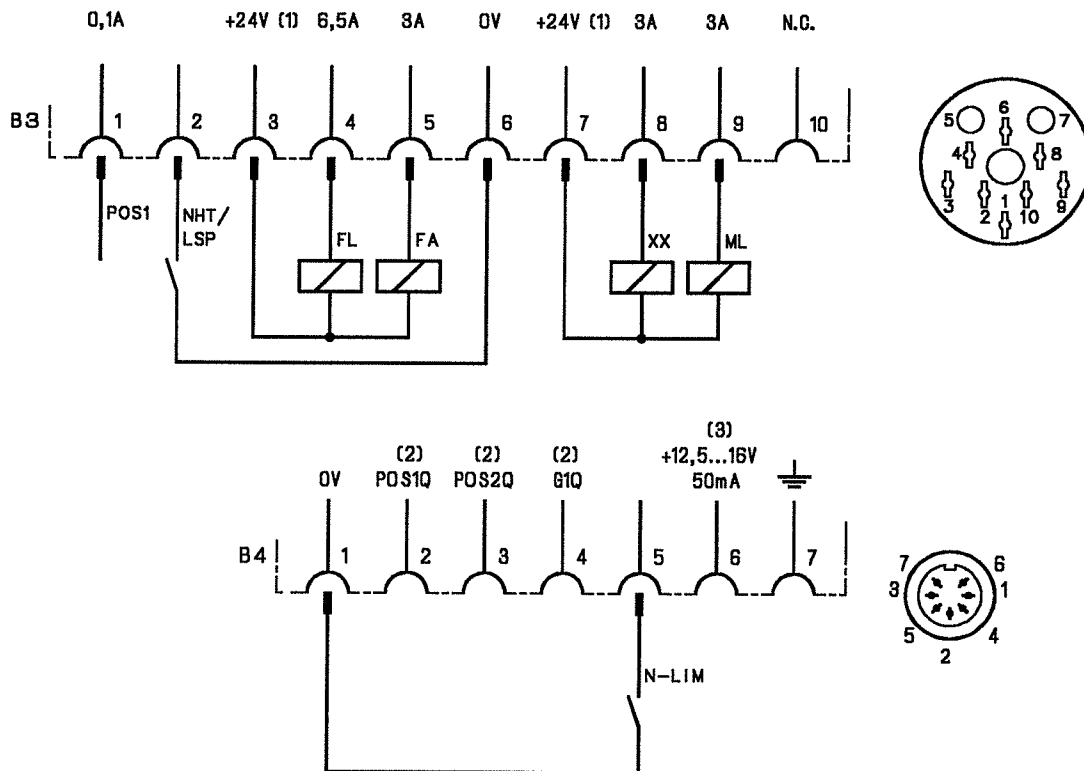 0,1A +24V (1) 6,5A 3A 0V +24V (1) 3A 3A N.C.
B3 1 2 3 4 5 6 7 8 9 10
POS1 NHT/ LSP FL FA XX ML
6
5 7
4 8
3 2 1 10 9
(3)
(2) (2) (2) +12,5...16V
0V POS1Q POS2Q G1Q 50mA
B4 1 2 3 4 5 6 7
N-LIM
7 6
3 1
5 4
2